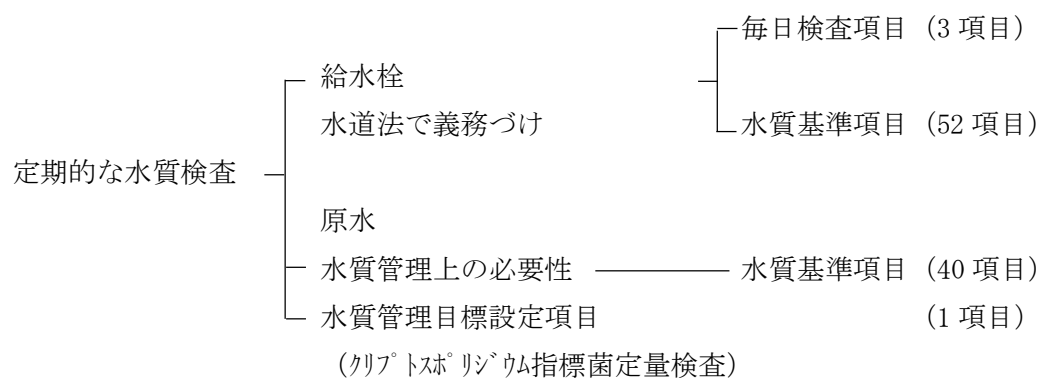 毎日検査項目（3 項目）
給水栓
水道法で義務づけ
水質基準項目（52 項目）
定期的な水質検査
原水
水質管理上の必要性
水質基準項目（40 項目）
水質管理目標設定項目
（1 項目）
（ｸﾘﾌﾟﾄｽﾎﾟﾘｼﾞｳﾑ指標菌定量検査）